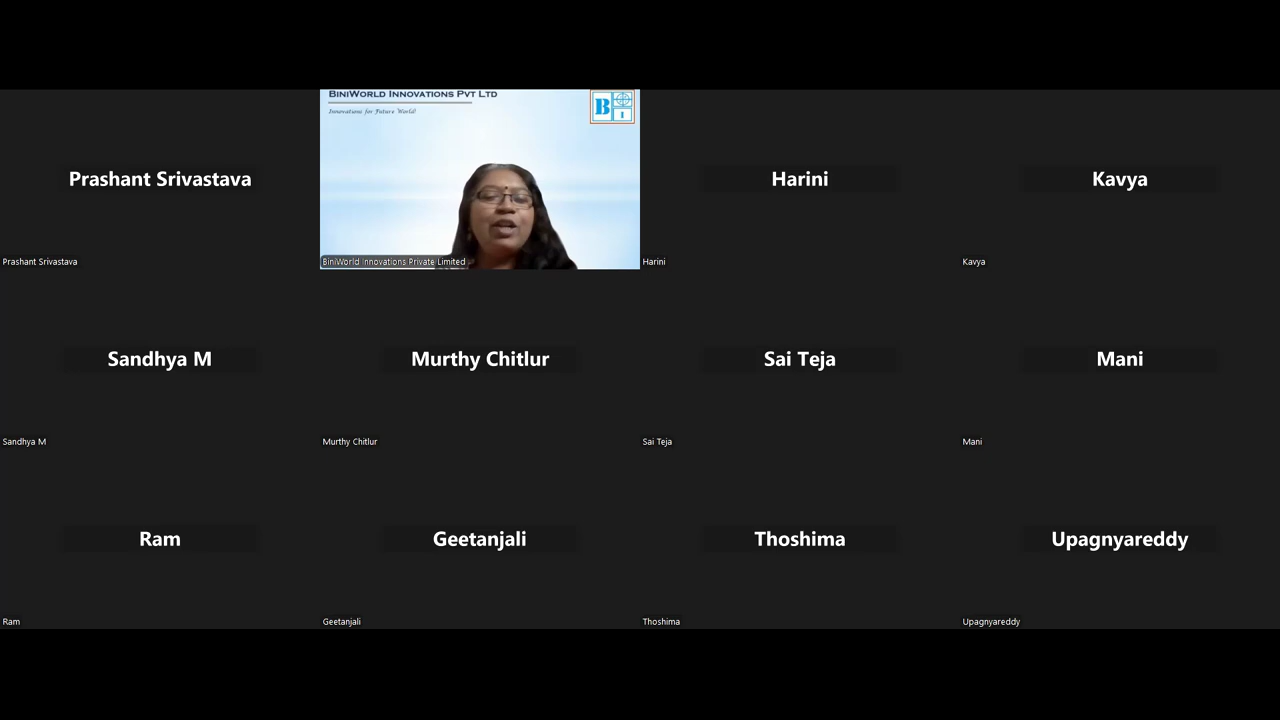 BINIWORLD INNOVATIONS PVT LTD
Innovations for Future World!
B
I
Prashant Srivastava
Harini
Kavya
Prashant Srivastava
BiniWorld Innovations Private Limited
Harini
Kavya
Sandhya M
Murthy Chitlur
Sai Teja
Mani
Sandhya M
Murthy Chitlur
Sai Teja
Mani
Ram
Geetanjali
Thoshima
Upagnyareddy
Ram
Geetanjali
Thoshima
Upagnyareddy